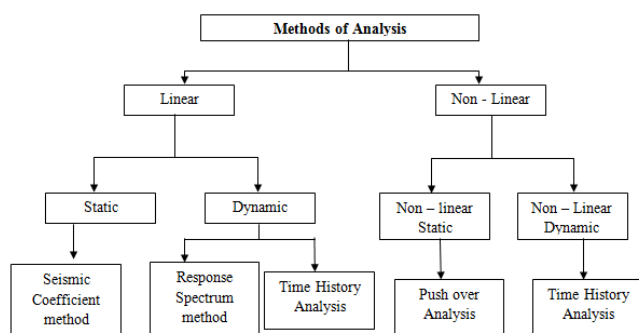 Methods of Analysis
Linear
Non - Linear
Static
Dynamic
Non – linear
Static
Non – Linear
Dynamic
Seismic
Coefficient
method
Response
Spectrum
method
Time History
Analysis
Push over
Analysis
Time History
Analysis